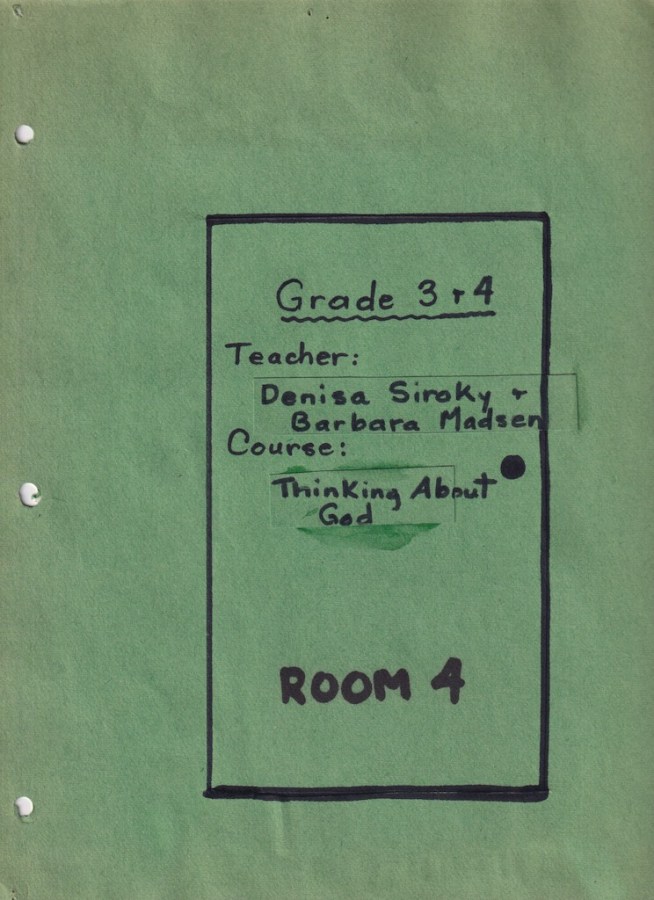 Grade 3 + 4
Teacher:
Denisa Siroky +
Barbara Madsen
Course:
Thinking About
God
ROOM 4